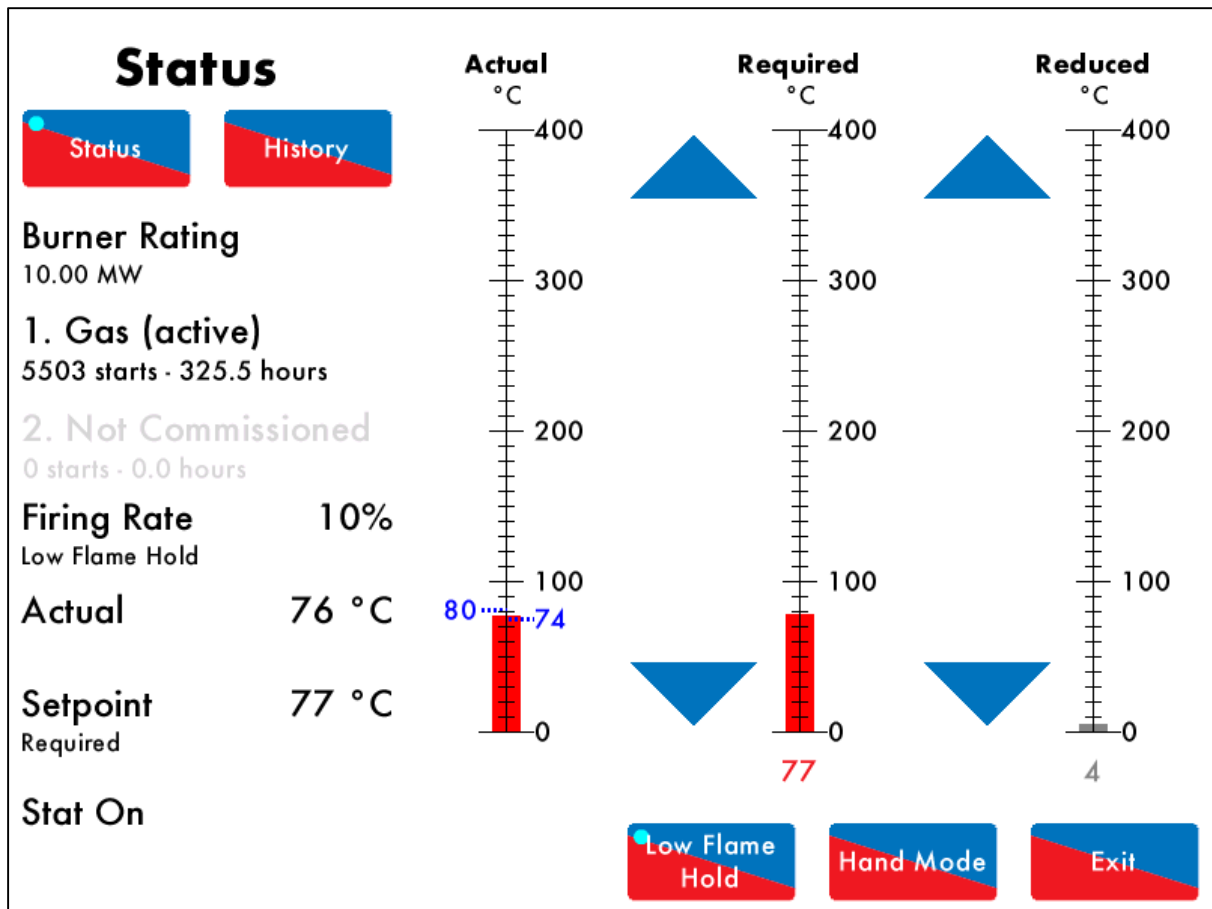 Status
Status
History
Burner Rating
10.00 MW
1. Gas (active)
5503 starts - 325.5 hours
2. Not Commissioned
0 starts - 0.0 hours
Firing Rate 10%
Low Flame Hold
Actual 76 °C
Setpoint 77 °C
Required
Stat On
Actual
°C
400
300
200
100
80
74
0
Required
°C
400
300
200
100
0
77
Reduced
°C
400
300
200
100
0
4
Low Flame
Hold
Hand Mode
Exit